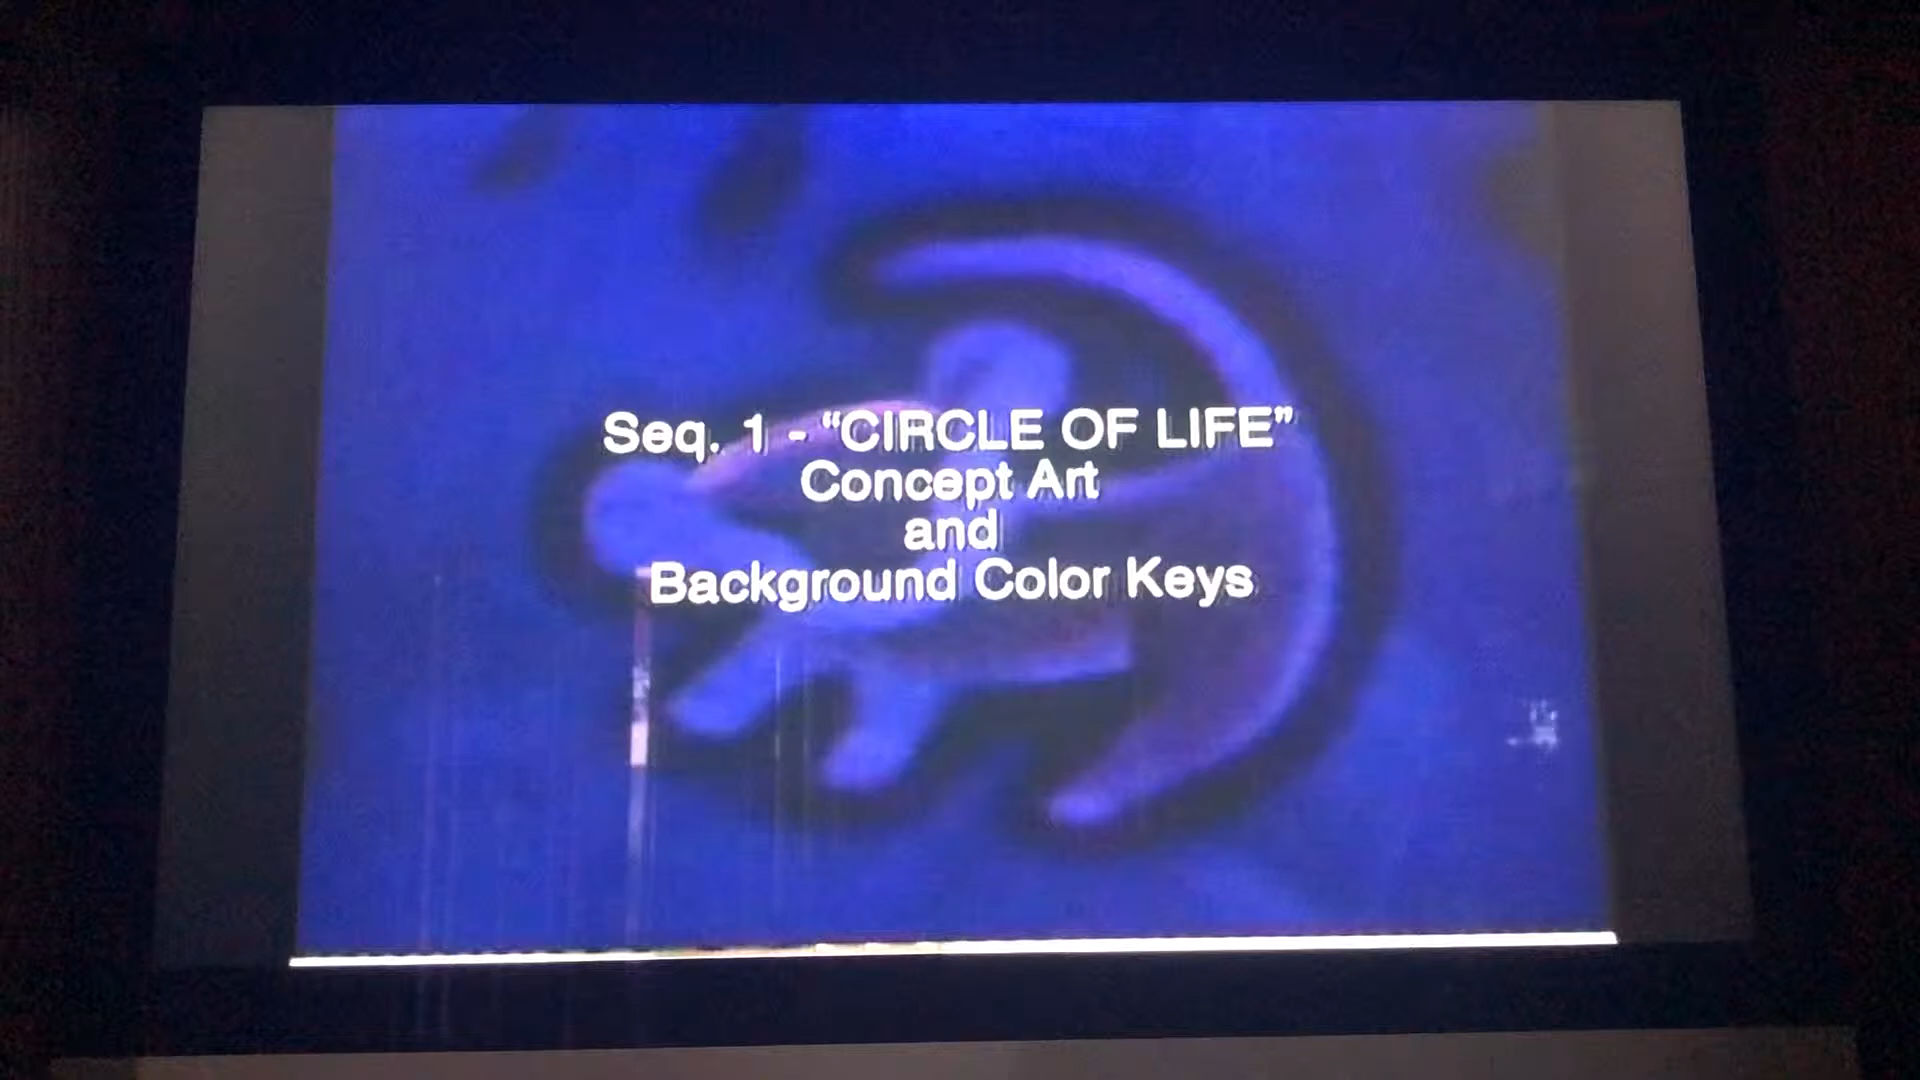 Seq. 1 - “CIRCLE OF LIFE”
Concept Art
and
Background Color Keys